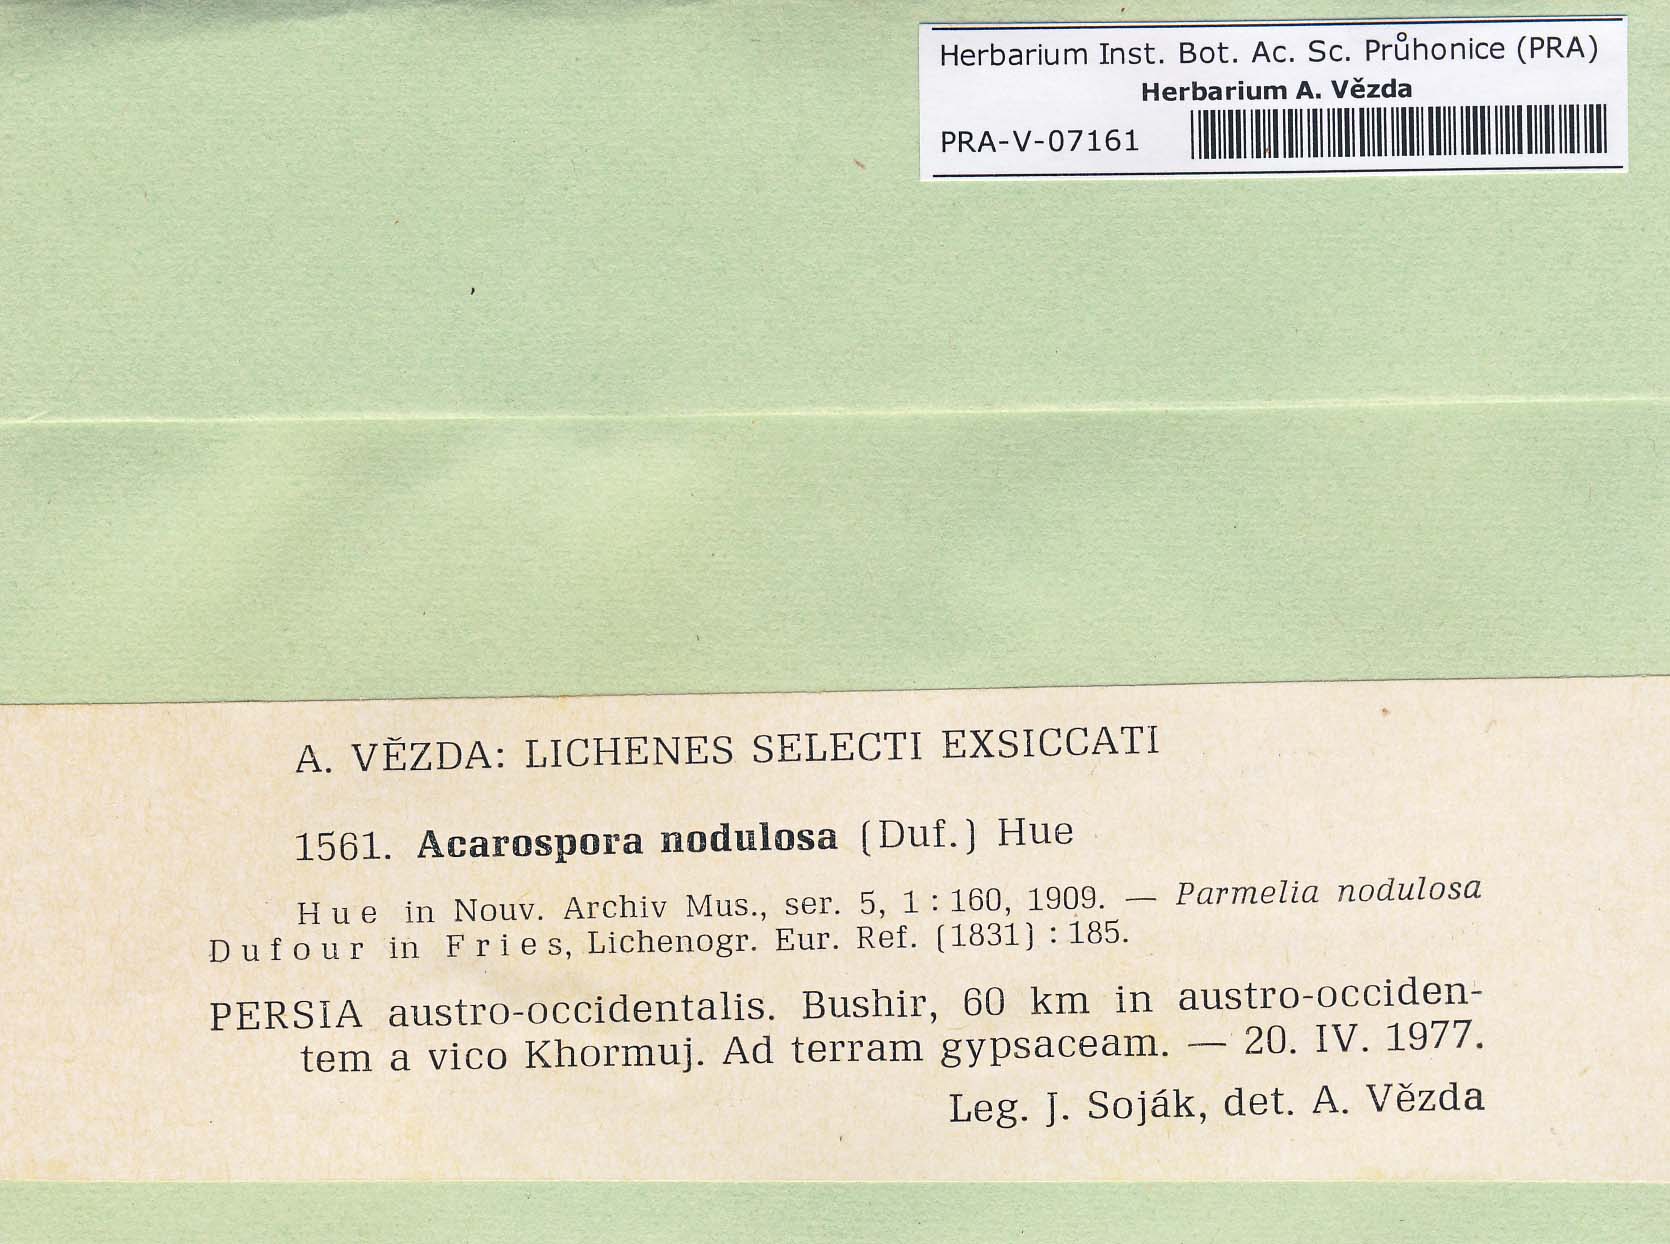 Herbarium Inst. Bot. Ac. Sc. Průhonice (PRA)
Herbarium A. Vězda
PRA-V-07161
A. VĚZDA: LICHENES SELECTI EXSICCATI
1561. Acarospora nodulosa (Duf.) Hue
Hue in Nouv. Archiv Mus., ser. 5, 1 : 160, 1909. — Parmelia nodulosa
Dufour in Fries, Lichenogr. Eur. Ref. (1831) : 185.
PERSIA austro-occidentalis. Bushir, 60 km in austro-occiden-
tem a vico Khormuj. Ad terram gypsaceam. — 20. IV. 1977.
Leg. J. Soják, det. A. Vězda